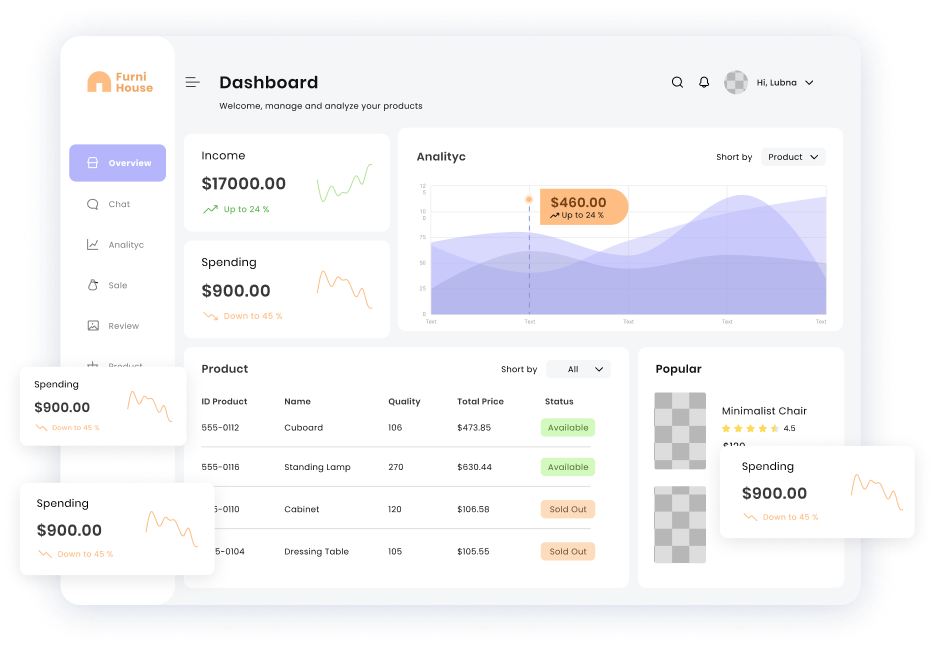 Furni
House
Dashboard
Welcome, manage and analyze your products
Hi, Lubna
Overview
Chat
Analityc
Sale
Review
Product
Income
$17000.00
Up to 24 %
Spending
$900.00
Down to 45 %
Analityc
Short by
Product
$460.00
Up to 24 %
12
5
10
0
75
50
25
0
Text
Text
Text
Text
Text
Product
Short by
All
ID Product Name Quality Total Price Status
555-0112 Cuboard 106 $473.85 Available
555-0116 Standing Lamp 270 $630.44 Available
5-0110 Cabinet 120 $106.58 Sold Out
5-0104 Dressing Table 105 $105.55 Sold Out
Popular
Minimalist Chair
4.5
$120
Spending
$900.00
Down to 45 %
Spending
$900.00
Down to 45 %
Spending
$900.00
Down to 45 %